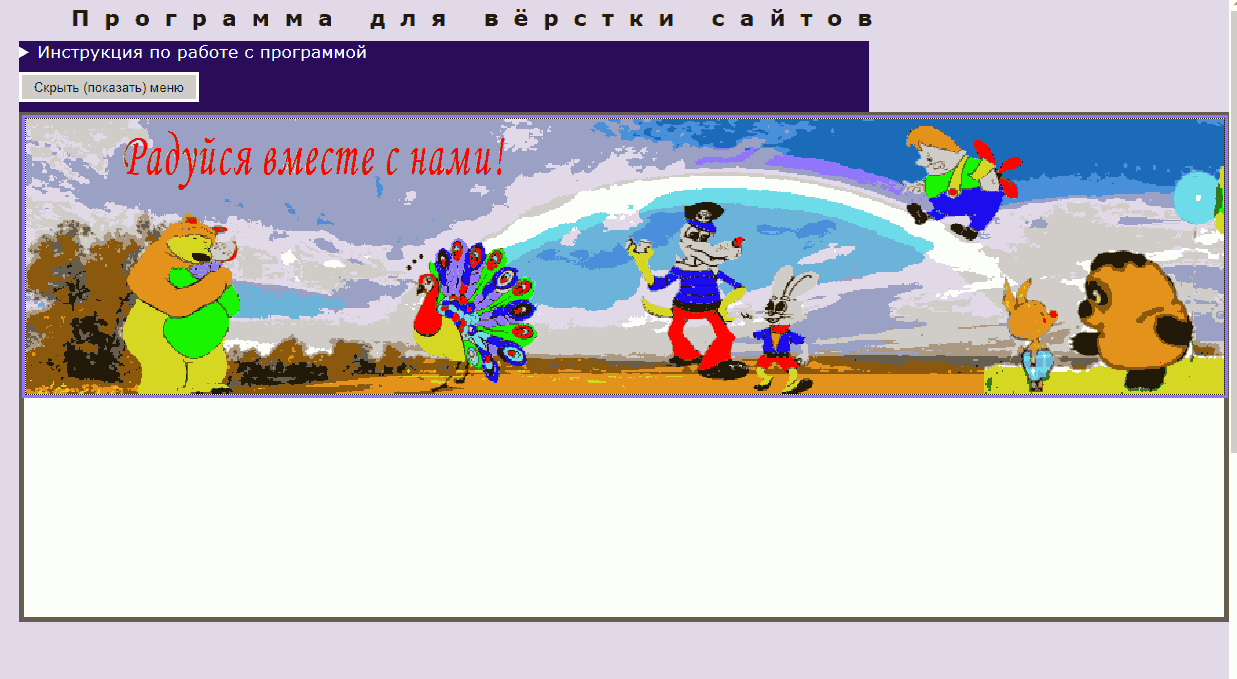 Программа для вёрстки сайтов
Инструкция по работе с программой
Скрыть (показать) меню
Радуйся вместе с нами!